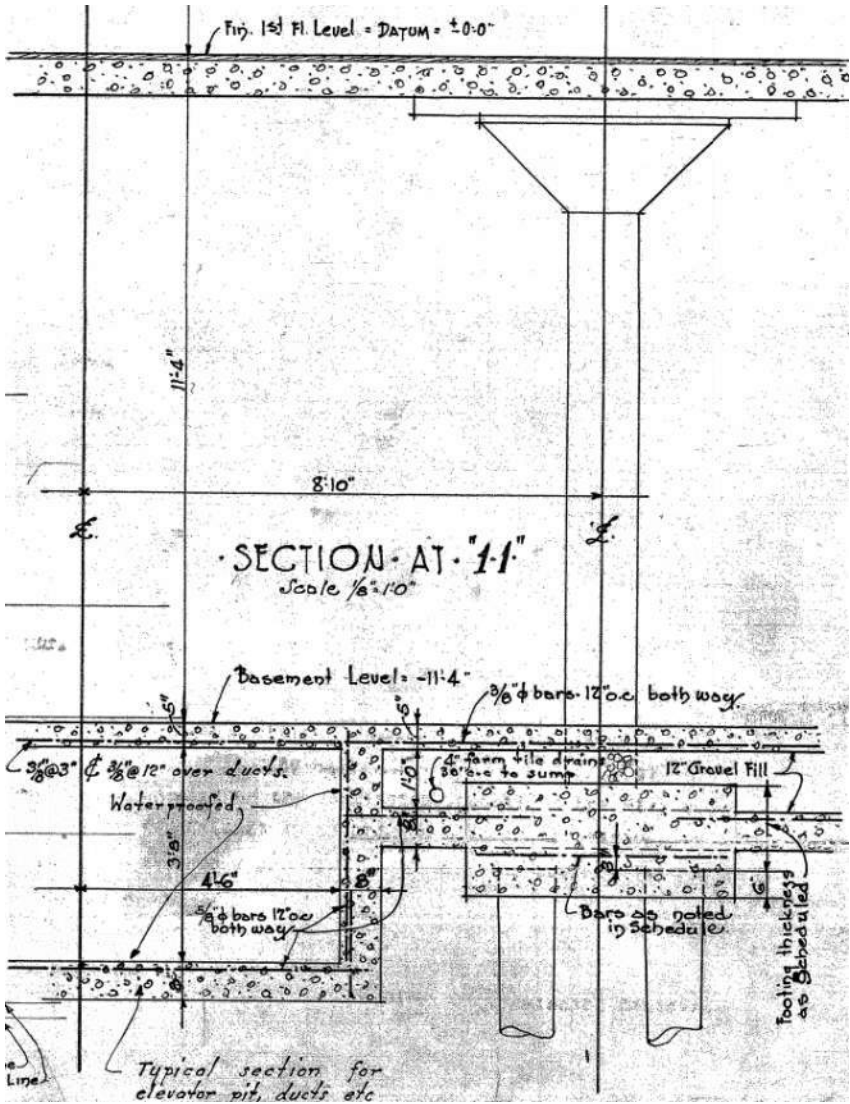 Fin. 1st Fl. Level = DATUM = ±0'-0"
11'-4"
8'-10"
℄.
℄.
·SECTION· AT· "1-1"
Scale 1/8"=1'-0"
Basement Level = -11'-4"
3/8"ϕ bars- 12" o.c. both way.
5"
5"
3/8"@3" ₵ 3/8"@12" over ducts.
4" farm tile drains
o.c. to sump
12" Gravel Fill
1'-0"
Waterproofed
8"
3'-8"
4'-6"
8"
5/8"ϕ bars 12" o.c.
both way
Bars as noted
in Schedule
6"
Footing thickness
as Scheduled
8"
Line
Typical section for
elevator pit, ducts etc